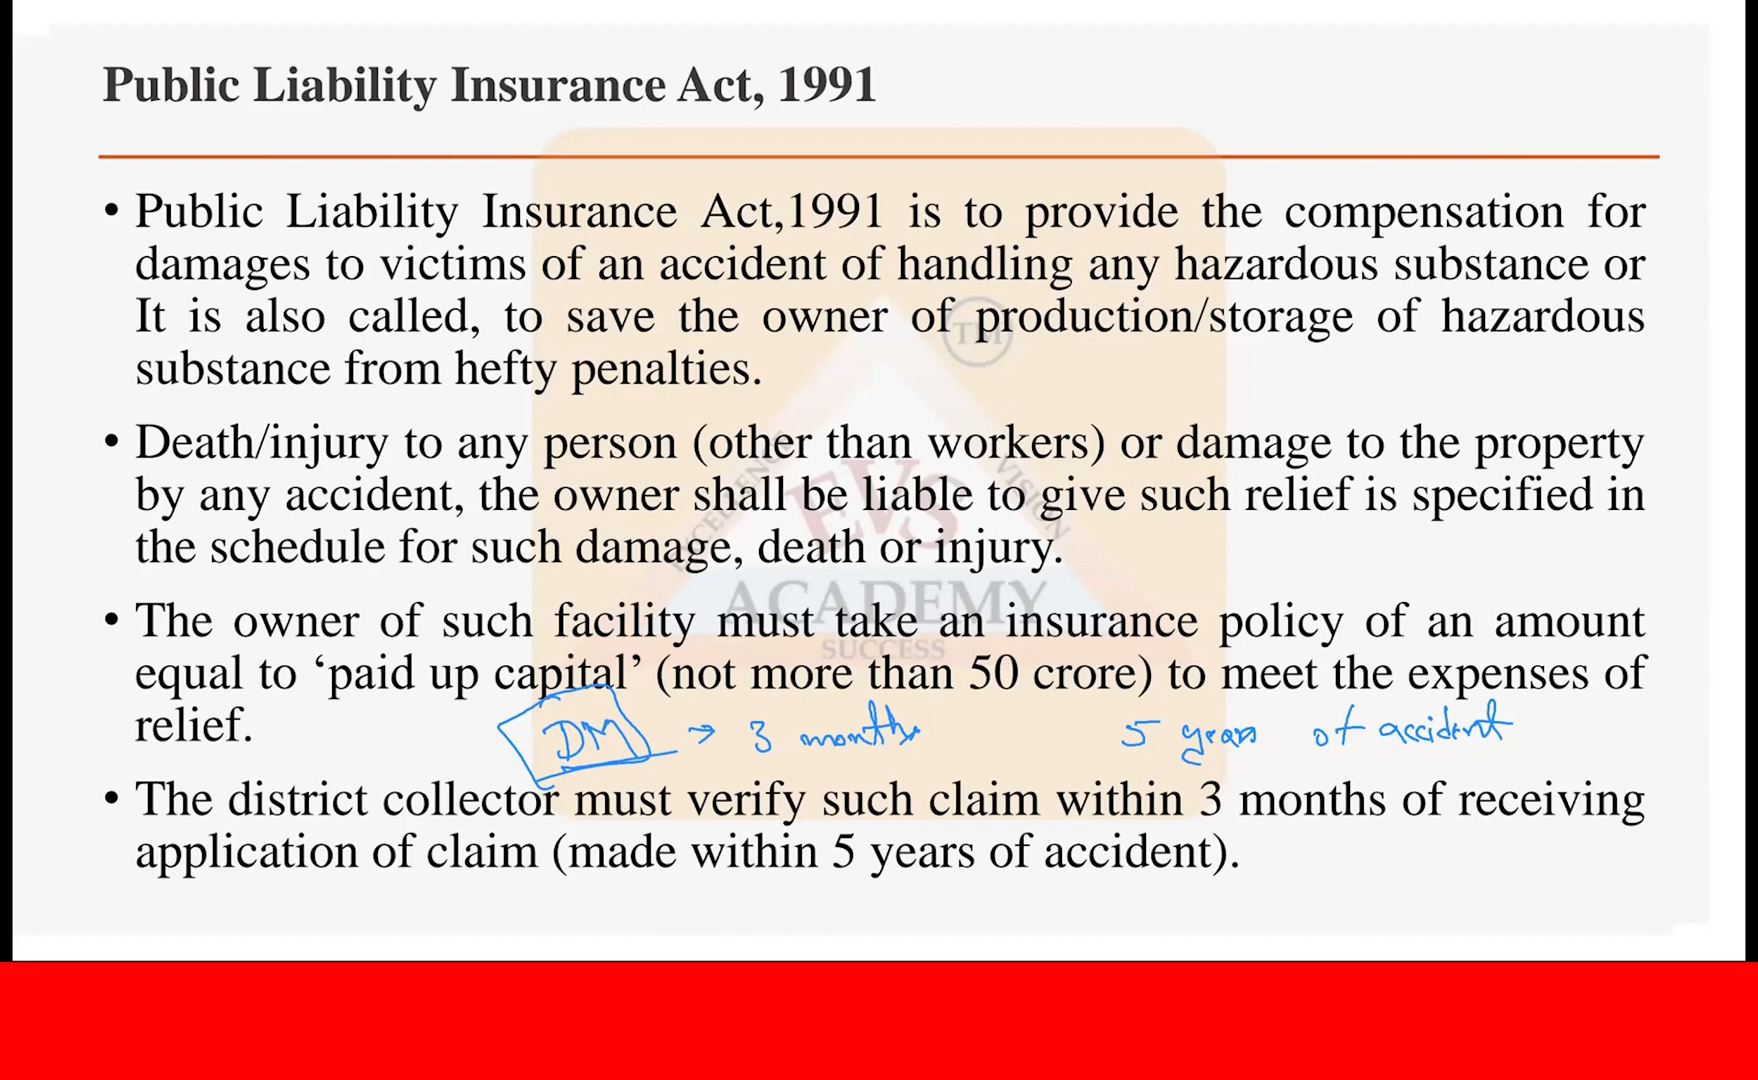 Public Liability Insurance Act, 1991
• Public Liability Insurance Act,1991 is to provide the compensation for
damages to victims of an accident of handling any hazardous substance or
It is also called, to save the owner of production/storage of hazardous
substance from hefty penalties.
TM
• Death/injury to any person (other than workers) or damage to the property
by any accident, the owner shall be liable to give such relief is specified in
the schedule for such damage, death or injury.
EXCELLENCE
VISION
EVS
ACADEMY
SUCCESS
• The owner of such facility must take an insurance policy of an amount
equal to ‘paid up capital’ (not more than 50 crore) to meet the expenses of
relief.
DM → 3 months 5 years of accident
• The district collector must verify such claim within 3 months of receiving
application of claim (made within 5 years of accident).